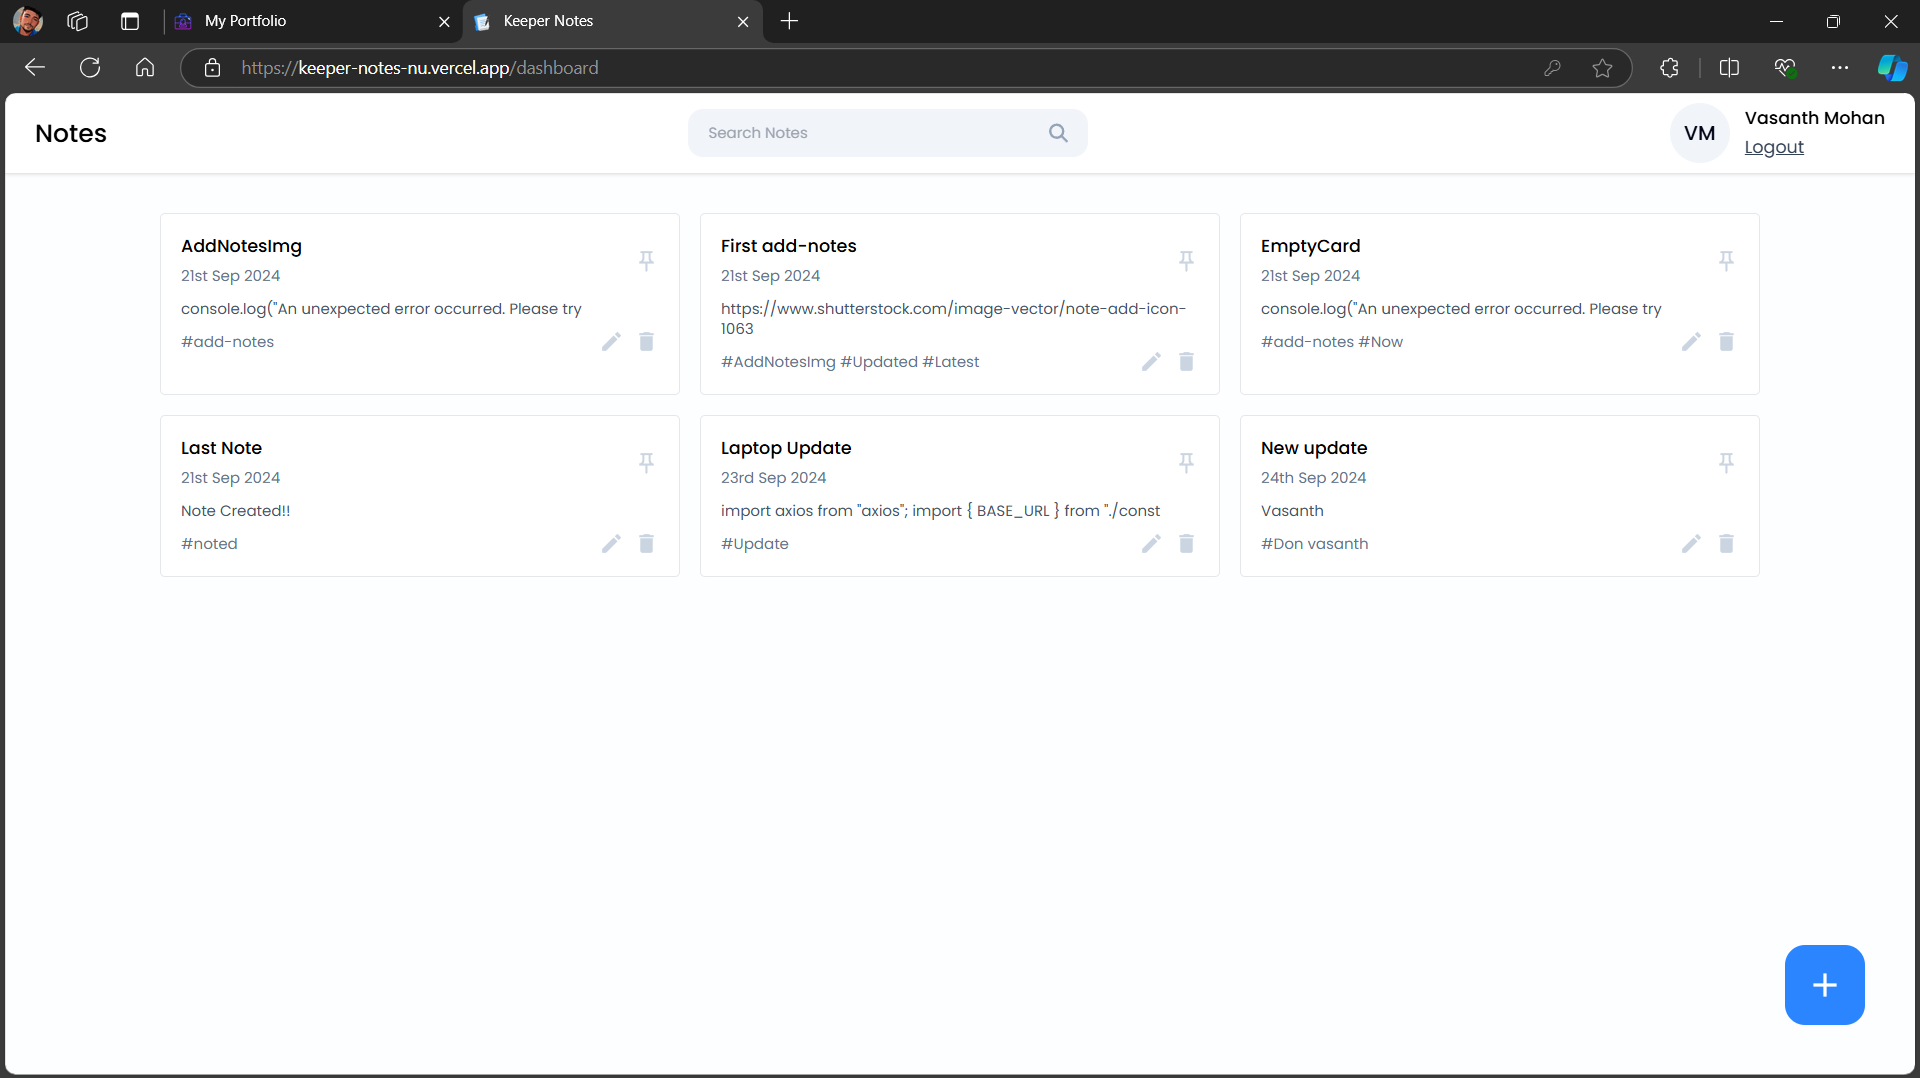 My Portfolio
Keeper Notes
https://keeper-notes-nu.vercel.app/dashboard
Notes
Search Notes
VM
Vasanth Mohan
Logout
AddNotesImg
21st Sep 2024
console.log("An unexpected error occurred. Please try
#add-notes
First add-notes
21st Sep 2024
https://www.shutterstock.com/image-vector/note-add-icon-
1063
#AddNotesImg #Updated #Latest
EmptyCard
21st Sep 2024
console.log("An unexpected error occurred. Please try
#add-notes #Now
Last Note
21st Sep 2024
Note Created!!
#noted
Laptop Update
23rd Sep 2024
import axios from "axios"; import { BASE_URL } from "./const
#Update
New update
24th Sep 2024
Vasanth
#Don vasanth